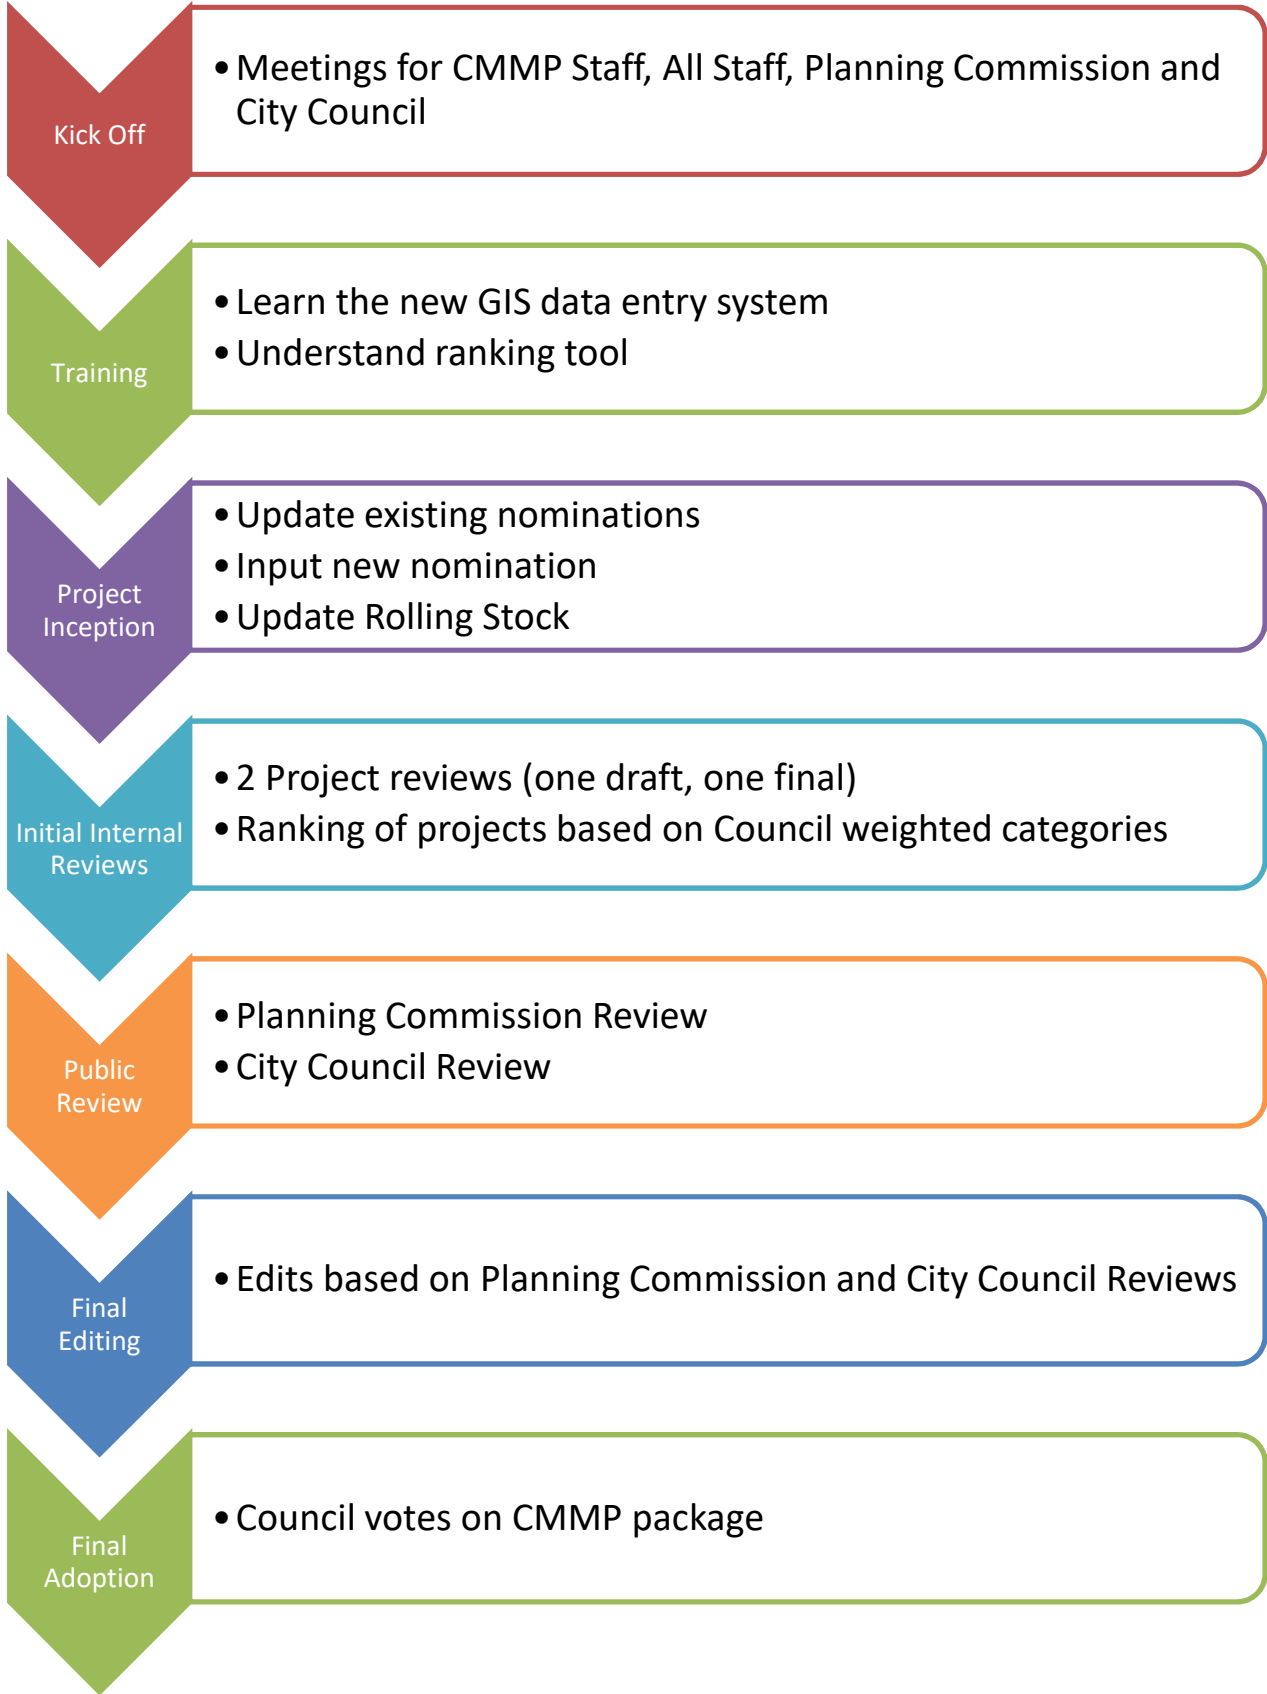 Kick Off
• Meetings for CMMP Staff, All Staff, Planning Commission and
City Council
Training
• Learn the new GIS data entry system
• Understand ranking tool
Project
Inception
• Update existing nominations
• Input new nomination
• Update Rolling Stock
Initial Internal
Reviews
• 2 Project reviews (one draft, one final)
• Ranking of projects based on Council weighted categories
Public
Review
• Planning Commission Review
• City Council Review
Final
Editing
• Edits based on Planning Commission and City Council Reviews
Final
Adoption
• Council votes on CMMP package